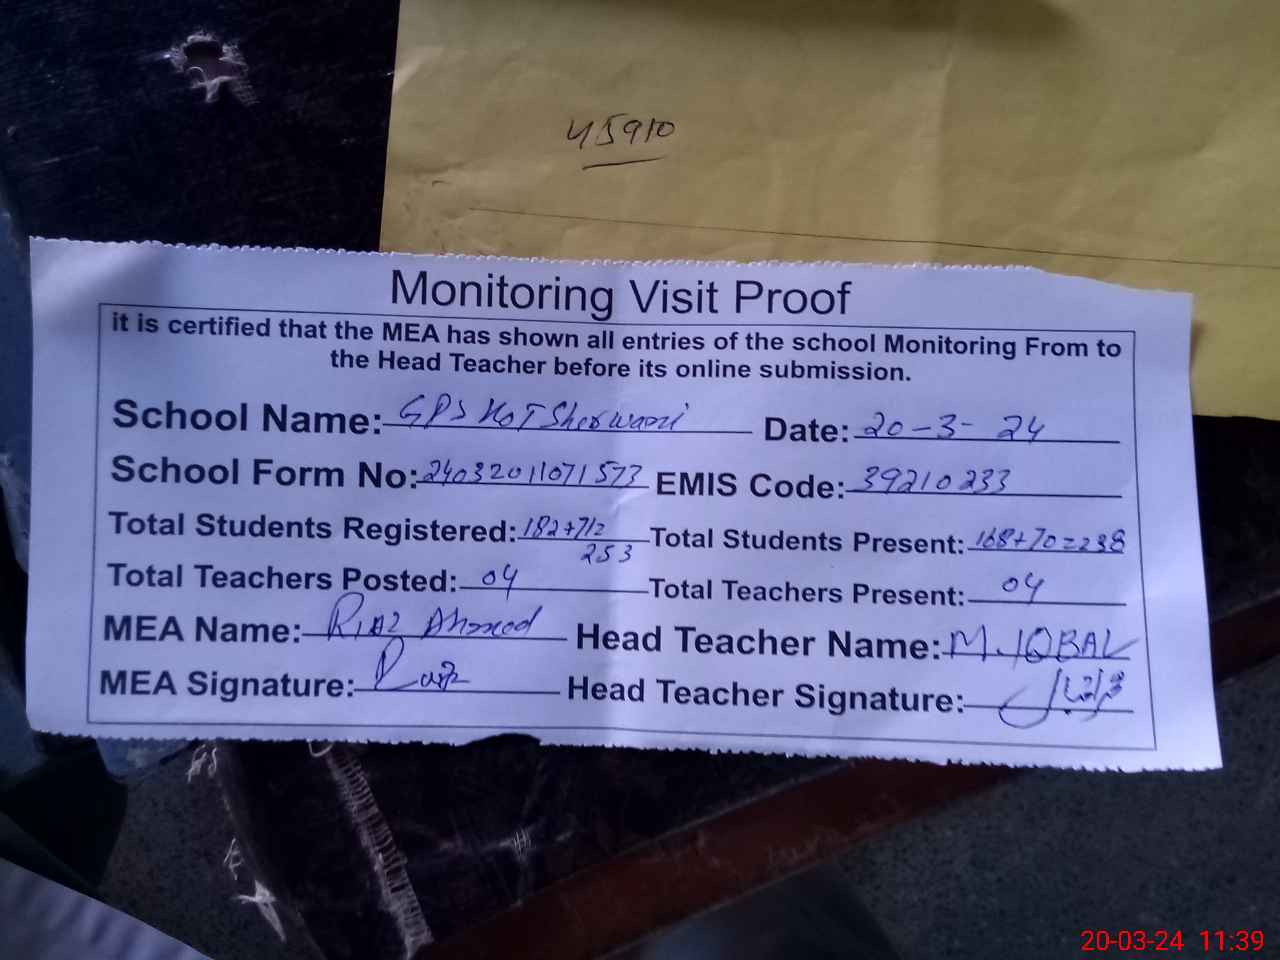 45910
Monitoring Visit Proof
it is certified that the MEA has shown all entries of the school Monitoring From to
the Head Teacher before its online submission.
School Name: GPS KOT Sherwani Date: 20-3-24
School Form No: 24032011071573 EMIS Code: 39210233
Total Students Registered: 182+71= Total Students Present: 168+70=238
253
Total Teachers Posted: 04 Total Teachers Present: 04
MEA Name: RIAZ Ahmed Head Teacher Name: M.IQBAL
MEA Signature: Head Teacher Signature:
20-03-24 11:39